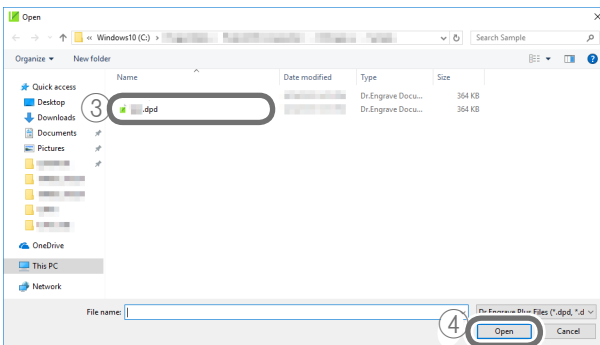 Open
« Windows10 (C:) › › › › Search Sample
Organize New folder
Name Date modified Type Size
Quick access
Desktop
Dr.Engrave Docu... 364 KB
③ .dpd Dr.Engrave Docu... 364 KB
Downloads
Documents
Pictures
OneDrive
This PC
Network
File name: Dr.Engrave Plus Files (*.dpd, *.d
④ Open Cancel